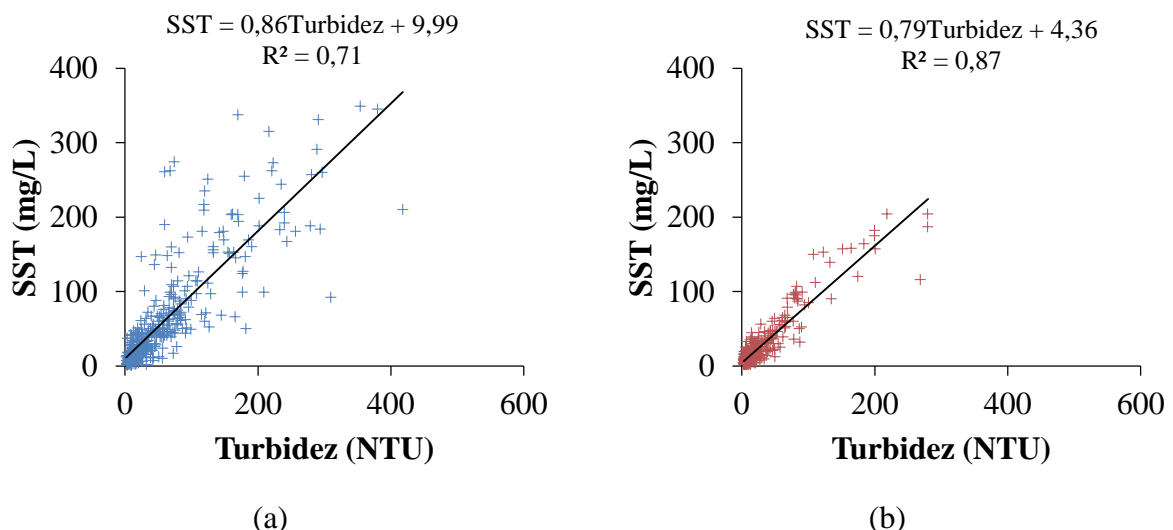 SST = 0,86Turbidez + 9,99
R² = 0,71
400
300
200
100
0
SST (mg/L)
0 200 400 600
Turbidez (NTU)
(a)
SST = 0,79Turbidez + 4,36
R² = 0,87
400
300
200
100
0
SST (mg/L)
0 200 400 600
Turbidez (NTU)
(b)